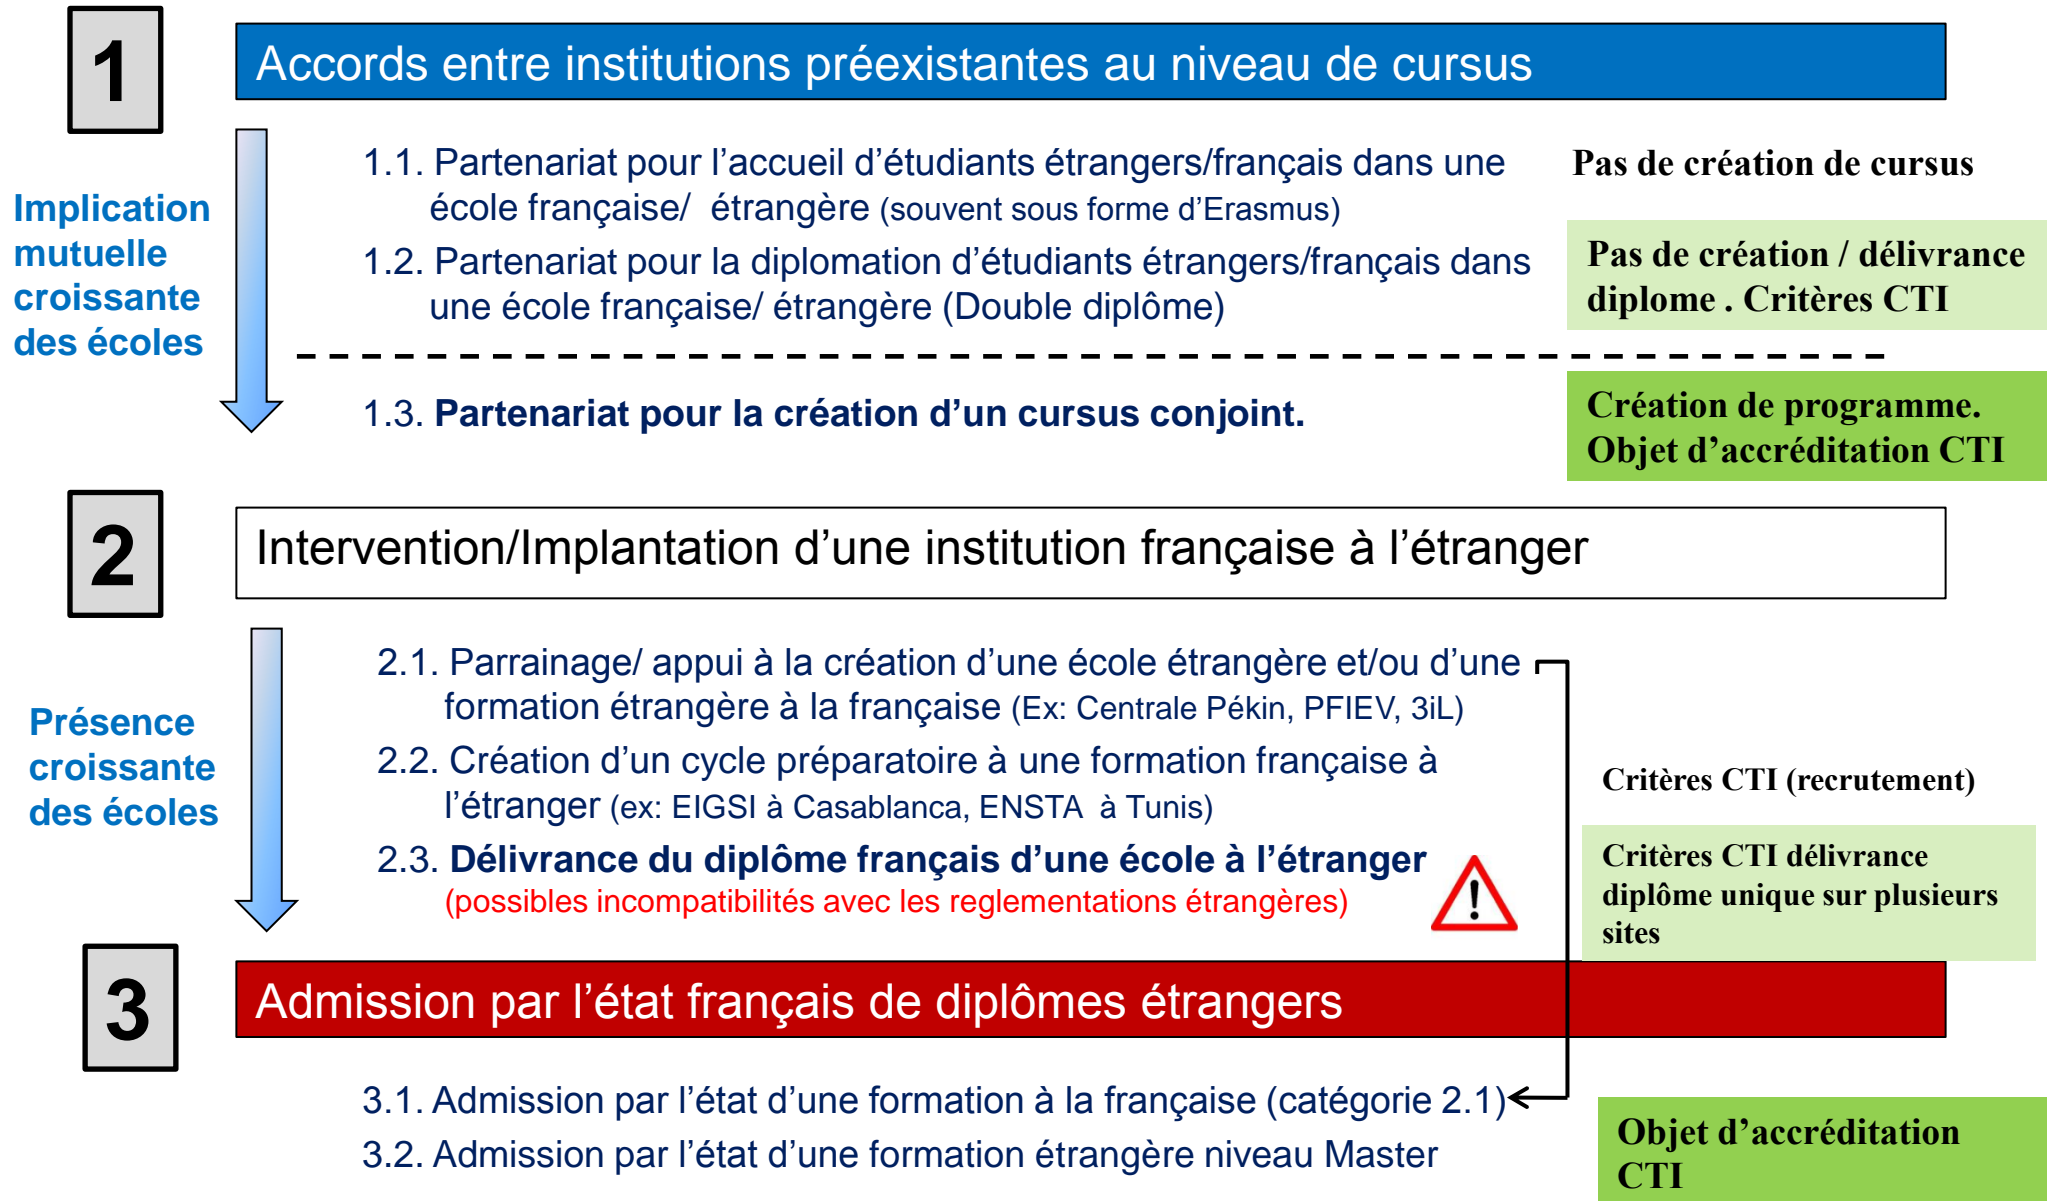 1
Accords entre institutions préexistantes au niveau de cursus
Implication
mutuelle
croissante
des écoles
1.1. Partenariat pour l’accueil d’étudiants étrangers/français dans une
école française/ étrangère (souvent sous forme d’Erasmus)
Pas de création de cursus
1.2. Partenariat pour la diplomation d’étudiants étrangers/français dans
une école française/ étrangère (Double diplôme)
Pas de création / délivrance
diplome . Critères CTI
1.3. Partenariat pour la création d’un cursus conjoint.
Création de programme.
Objet d’accréditation CTI
2
Intervention/Implantation d’une institution française à l’étranger
Présence
croissante
des écoles
2.1. Parrainage/ appui à la création d’une école étrangère et/ou d’une
formation étrangère à la française (Ex: Centrale Pékin, PFIEV, 3iL)
2.2. Création d’un cycle préparatoire à une formation française à
l’étranger (ex: EIGSI à Casablanca, ENSTA à Tunis)
Critères CTI (recrutement)
2.3. Délivrance du diplôme français d’une école à l’étranger
(possibles incompatibilités avec les reglementations étrangères)
Critères CTI délivrance
diplôme unique sur plusieurs
sites
3
Admission par l’état français de diplômes étrangers
3.1. Admission par l’état d’une formation à la française (catégorie 2.1)
3.2. Admission par l’état d’une formation étrangère niveau Master
Objet d’accréditation
CTI